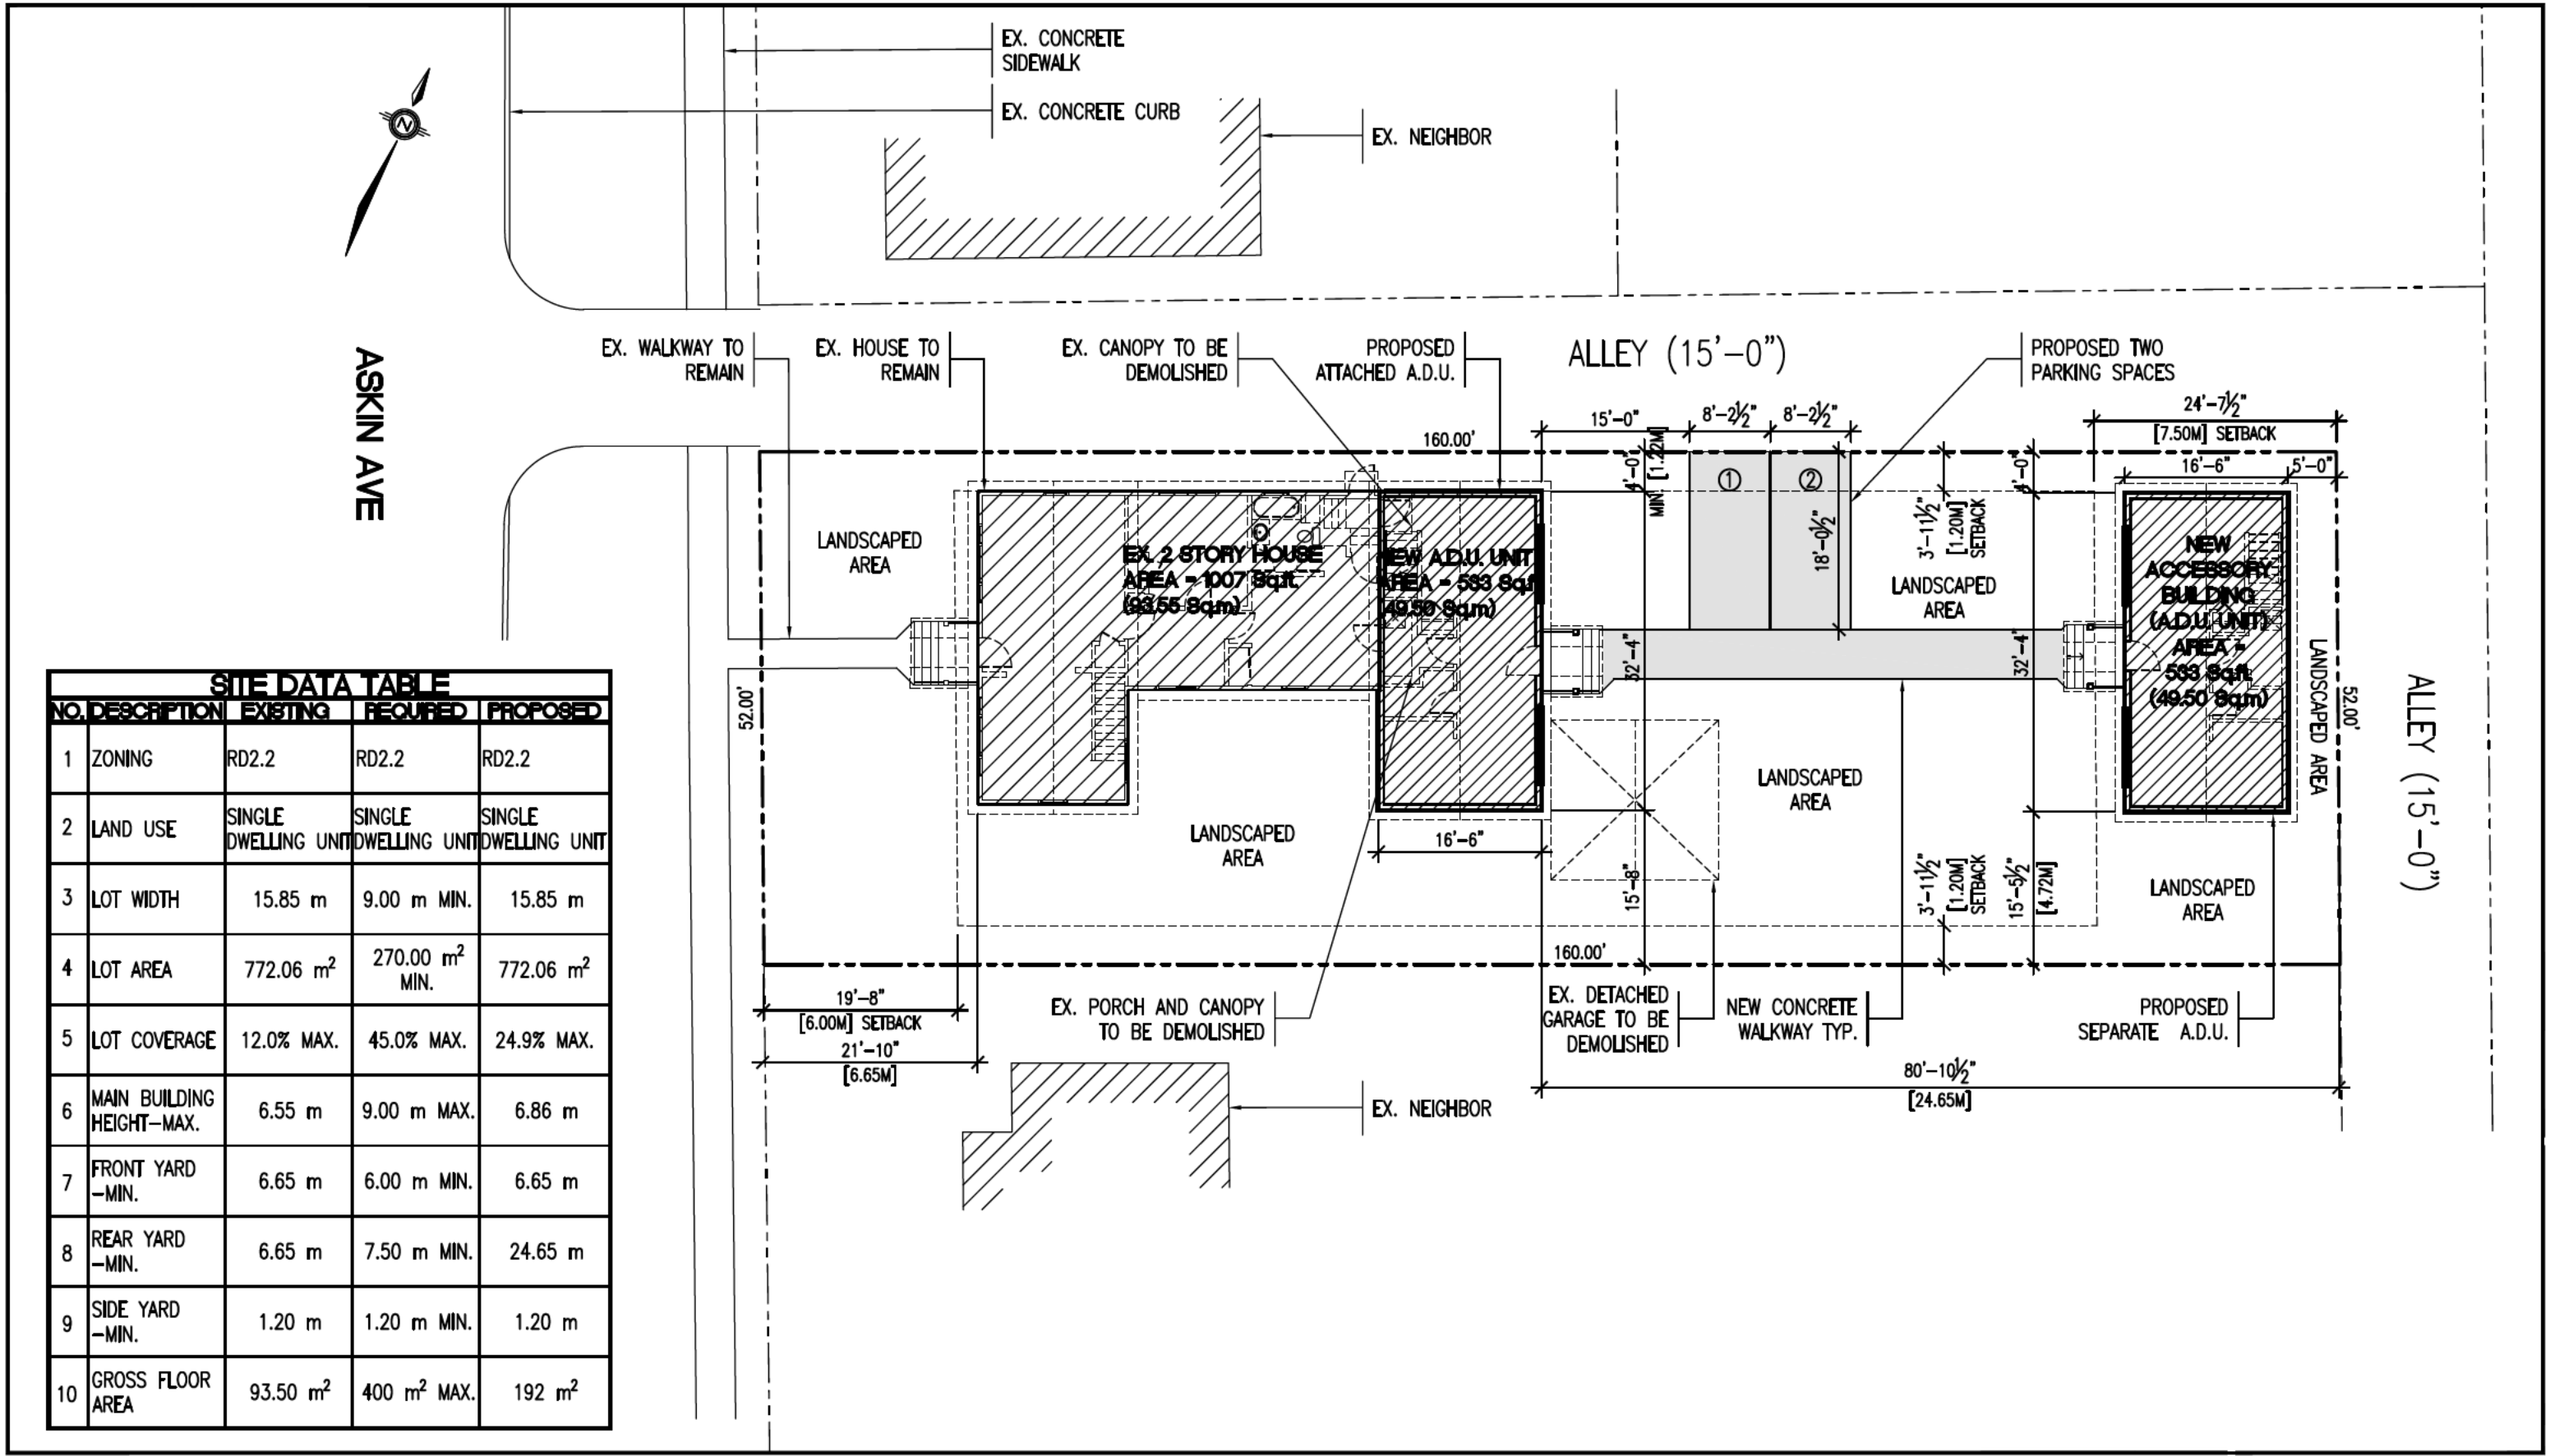 EX. CONCRETE
SIDEWALK
EX. CONCRETE CURB
EX. NEIGHBOR
N
ASKIN AVE
EX. WALKWAY TO
REMAIN
EX. HOUSE TO
REMAIN
EX. CANOPY TO BE
DEMOLISHED
PROPOSED
ATTACHED A.D.U.
ALLEY (15'-0")
PROPOSED TWO
PARKING SPACES
24'-7½"
[7.50M] SETBACK
15'-0"
8'-2½"
8'-2½"
160.00'
16'-6"
5'-0"
4'-0"
MIN. [1.22M]
①
②
18'-0½"
3'-11½"
[1.20M]
SETBACK
4'-0"
LANDSCAPED
AREA
EX. 2 STORY HOUSE
AREA = 1007 Sq.ft.
(93.55 Sq.m)
NEW A.D.U. UNIT
AREA = 533 Sq.f
(49.50 Sq.m)
LANDSCAPED
AREA
NEW
ACCESSORY
BUILDING
(A.D.U. UNIT)
AREA =
533 Sq.ft.
(49.50 Sq.m)
32'-4"
32'-4"
LANDSCAPED AREA
52.00'
52.00'
ALLEY (15'-0")
LANDSCAPED
AREA
LANDSCAPED
AREA
16'-6"
15'-8"
3'-11½"
[1.20M]
SETBACK
15'-5½"
[4.72M]
LANDSCAPED
AREA
160.00'
19'-8"
[6.00M] SETBACK
21'-10"
[6.65M]
EX. PORCH AND CANOPY
TO BE DEMOLISHED
EX. DETACHED
GARAGE TO BE
DEMOLISHED
NEW CONCRETE
WALKWAY TYP.
PROPOSED
SEPARATE A.D.U.
80'-10½"
[24.65M]
EX. NEIGHBOR
SITE DATA TABLE
NO. DESCRIPTION EXISTING REQUIRED PROPOSED
1 ZONING RD2.2 RD2.2 RD2.2
2 LAND USE SINGLE DWELLING UNIT SINGLE DWELLING UNIT SINGLE DWELLING UNIT
3 LOT WIDTH 15.85 m 9.00 m MIN. 15.85 m
4 LOT AREA 772.06 m² 270.00 m² MIN. 772.06 m²
5 LOT COVERAGE 12.0% MAX. 45.0% MAX. 24.9% MAX.
6 MAIN BUILDING HEIGHT-MAX. 6.55 m 9.00 m MAX. 6.86 m
7 FRONT YARD -MIN. 6.65 m 6.00 m MIN. 6.65 m
8 REAR YARD -MIN. 6.65 m 7.50 m MIN. 24.65 m
9 SIDE YARD -MIN. 1.20 m 1.20 m MIN. 1.20 m
10 GROSS FLOOR AREA 93.50 m² 400 m² MAX. 192 m²